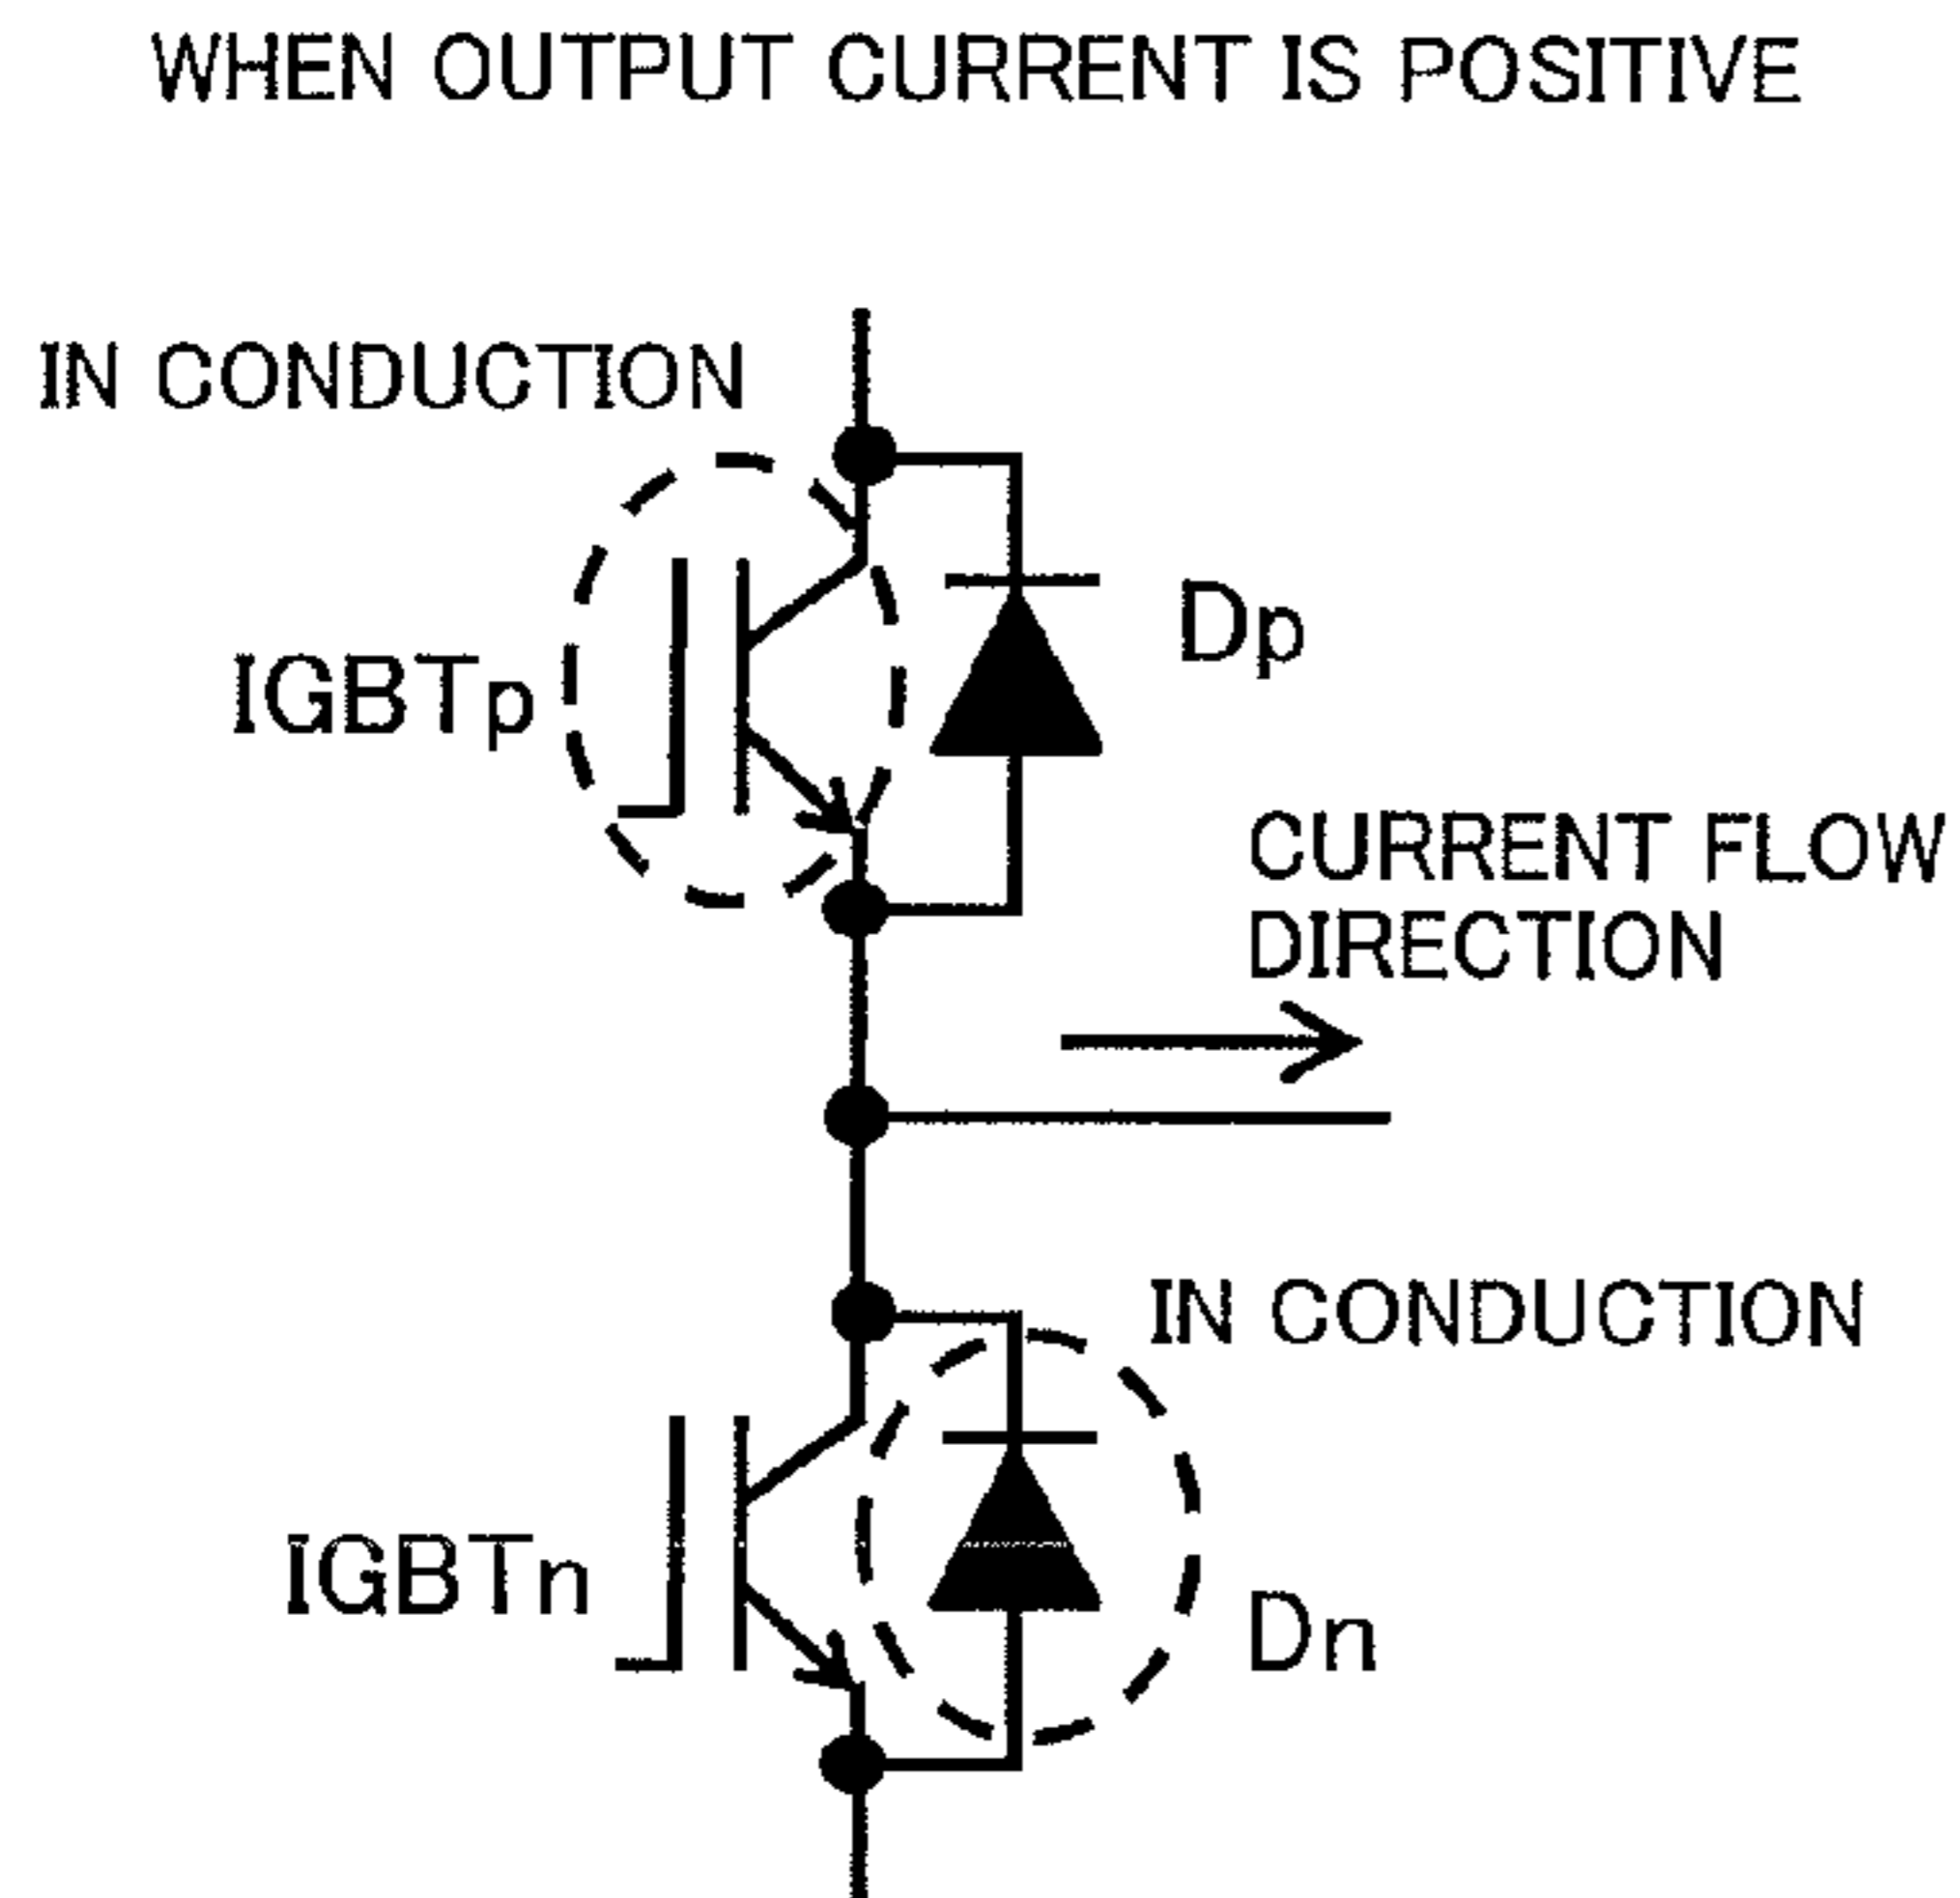 WHEN OUTPUT CURRENT IS POSITIVE
IN CONDUCTION
Dp
IGBTp
CURRENT FLOW
DIRECTION
IN CONDUCTION
IGBTn
Dn